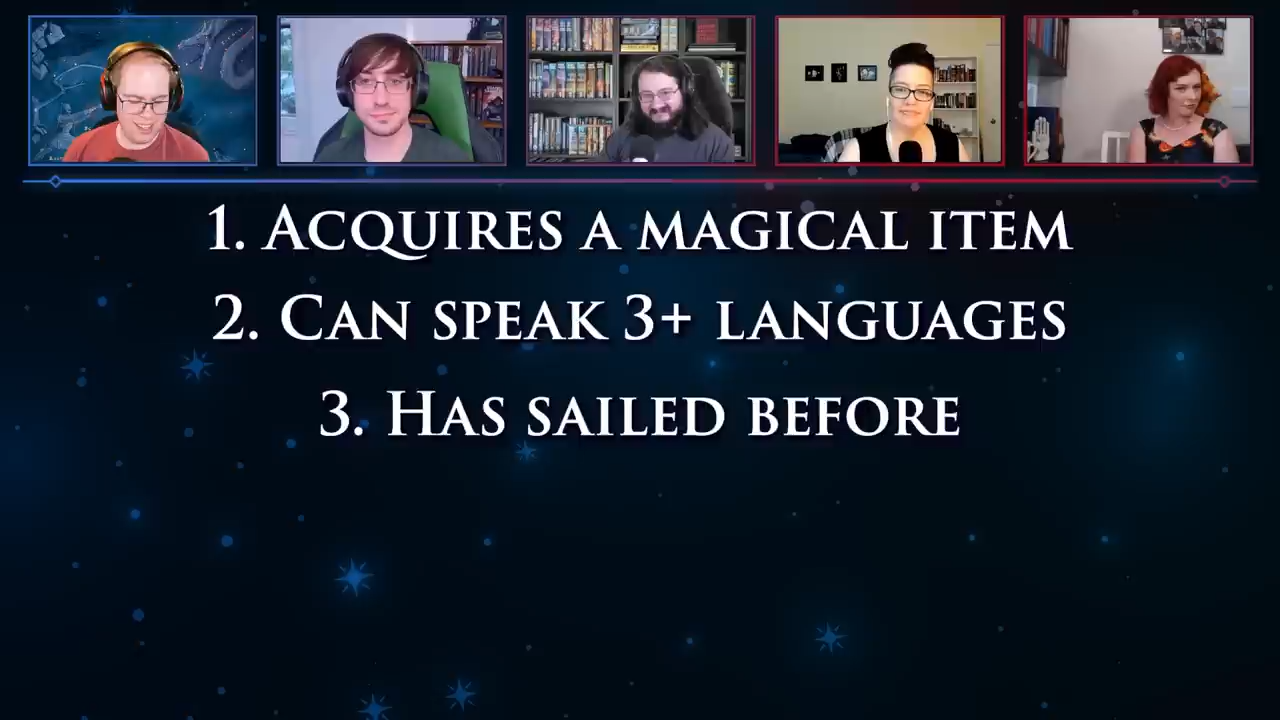 1. Acquires a magical item
2. Can speak 3+ languages
3. Has sailed before